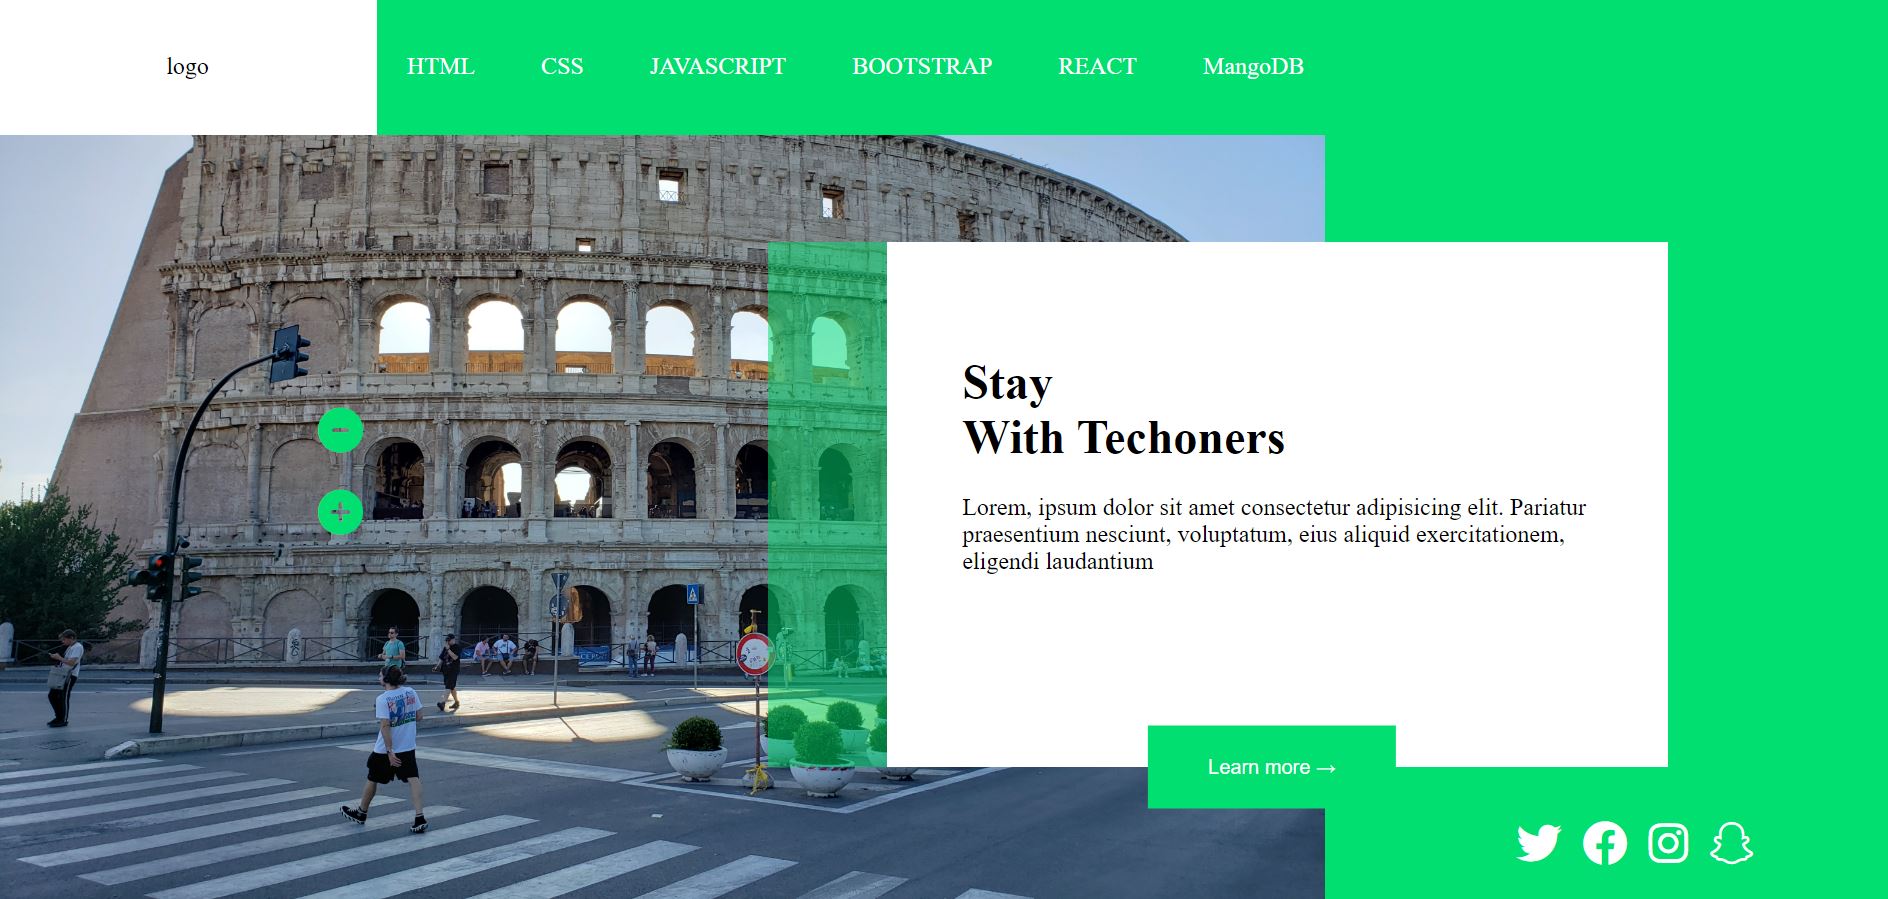 logo
HTML CSS JAVASCRIPT BOOTSTRAP REACT MangoDB
Stay
With Techoners
Lorem, ipsum dolor sit amet consectetur adipisicing elit. Pariatur
praesentium nesciunt, voluptatum, eius aliquid exercitationem,
eligendi laudantium
Learn more →